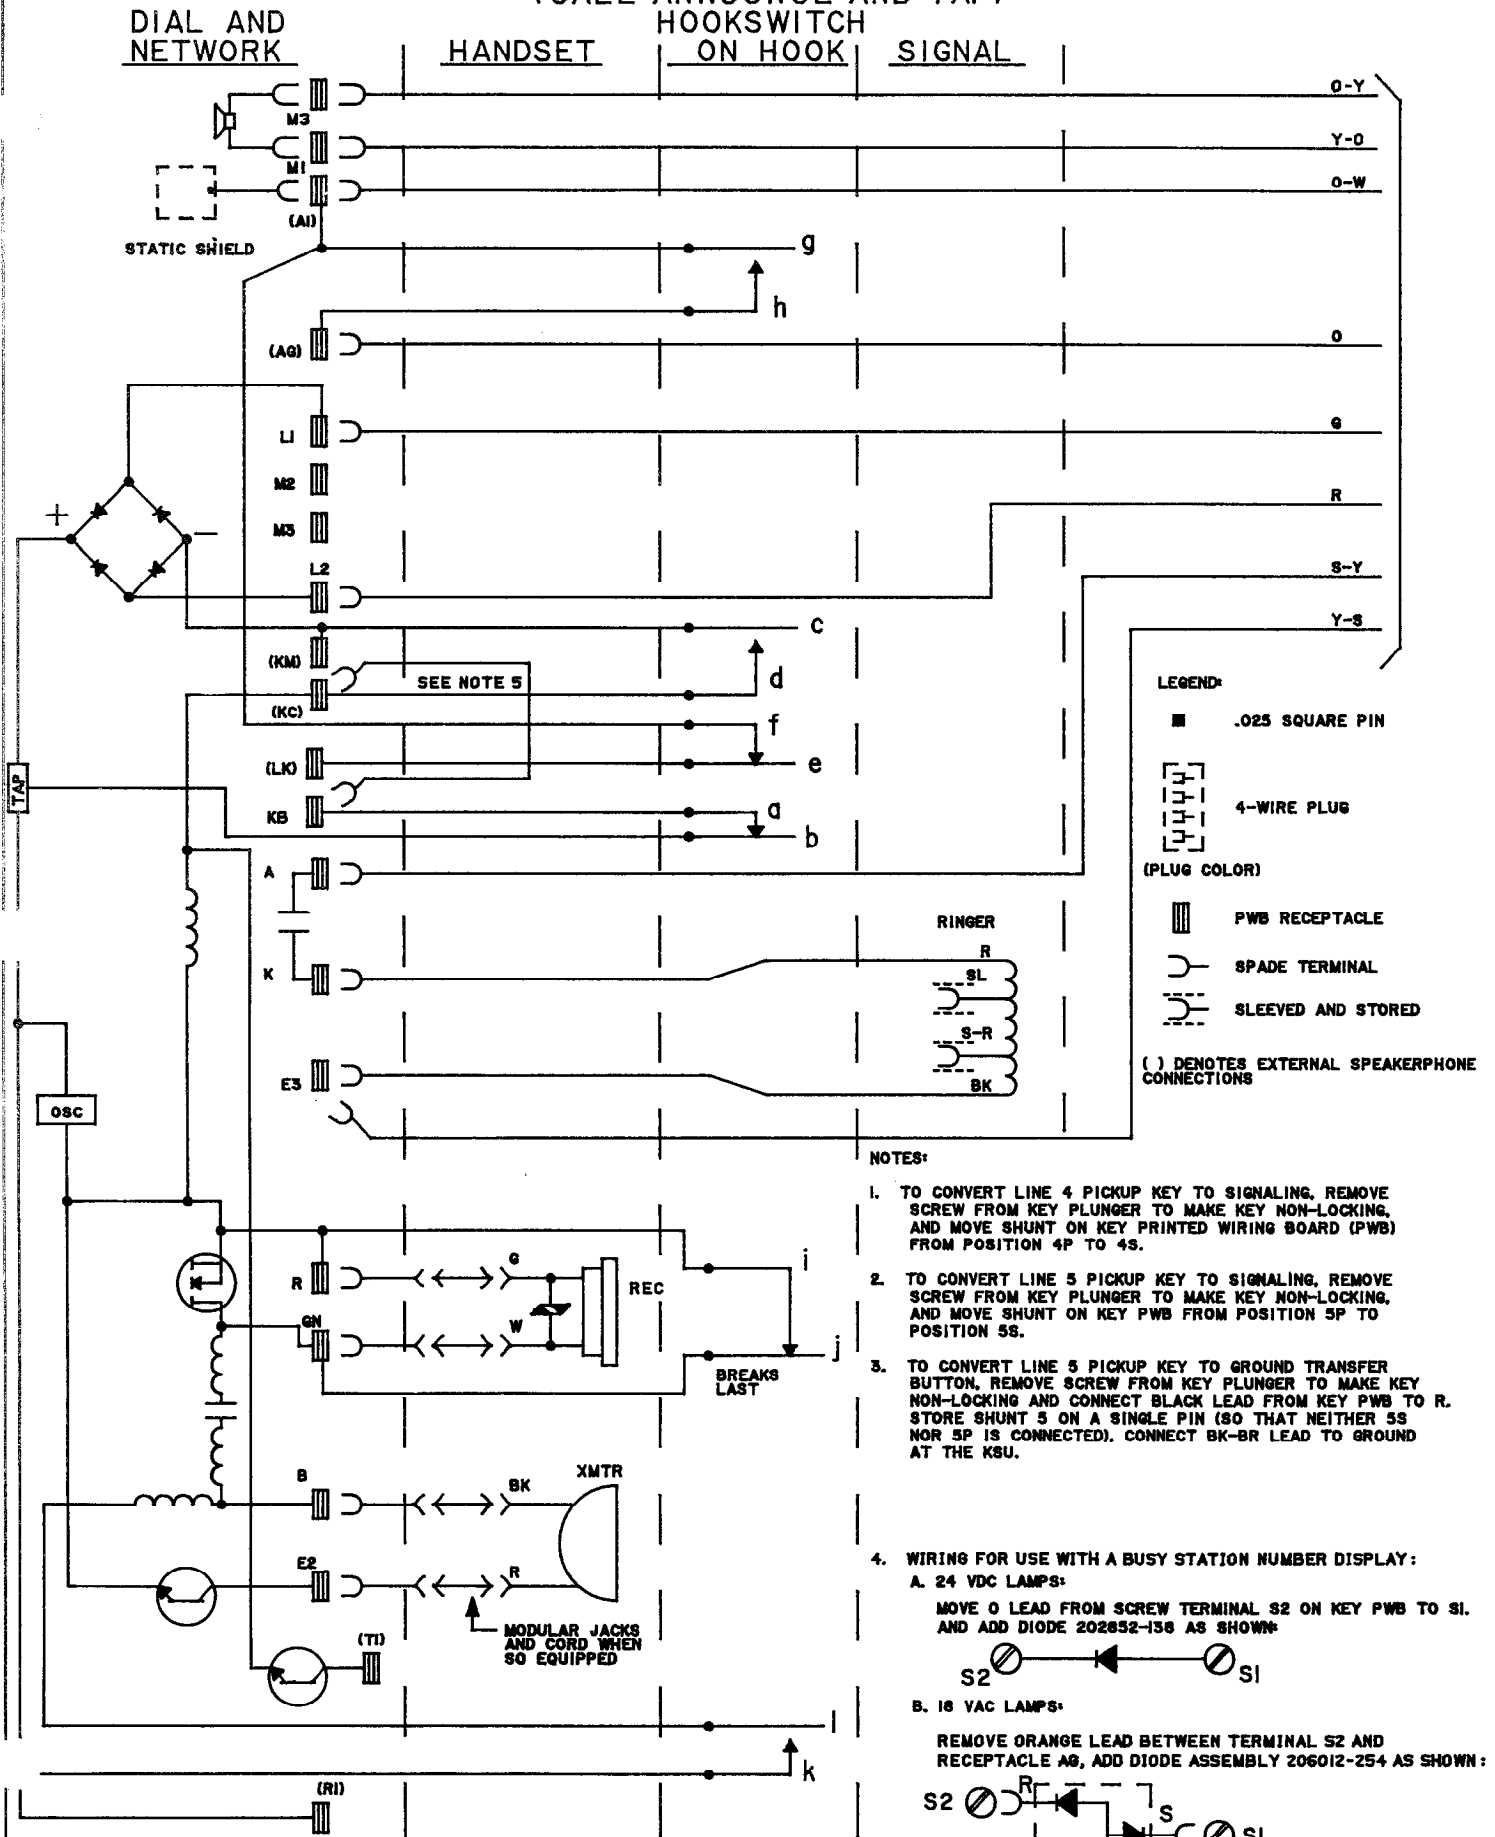 DIAL AND
NETWORK
HANDSET
HOOKSWITCH
ON HOOK
SIGNAL
M3
O-Y
M1
Y-O
(A1)
O-W
STATIC SHIELD
g
h
(AG)
O
L1
G
M2
M3
R
+
—
L2
S-Y
c
Y-S
(KM)
SEE NOTE 5
d
(KC)
f
(LK)
e
TAP
KB
a
b
A
K
RINGER
R
SL
S-R
BK
E3
OSC
LEGEND:
.025 SQUARE PIN
4-WIRE PLUG
(PLUG COLOR)
PWB RECEPTACLE
SPADE TERMINAL
SLEEVED AND STORED
( ) DENOTES EXTERNAL SPEAKERPHONE
CONNECTIONS
R
G
REC
i
GN
W
j
BREAKS
LAST
B
BK
XMTR
E2
R
MODULAR JACKS
AND CORD WHEN
SO EQUIPPED
(T1)
l
k
(R1)
NOTES:
1. TO CONVERT LINE 4 PICKUP KEY TO SIGNALING, REMOVE
SCREW FROM KEY PLUNGER TO MAKE KEY NON-LOCKING,
AND MOVE SHUNT ON KEY PRINTED WIRING BOARD (PWB)
FROM POSITION 4P TO 4S.
2. TO CONVERT LINE 5 PICKUP KEY TO SIGNALING, REMOVE
SCREW FROM KEY PLUNGER TO MAKE KEY NON-LOCKING,
AND MOVE SHUNT ON KEY PWB FROM POSITION 5P TO
POSITION 5S.
3. TO CONVERT LINE 5 PICKUP KEY TO GROUND TRANSFER
BUTTON, REMOVE SCREW FROM KEY PLUNGER TO MAKE KEY
NON-LOCKING AND CONNECT BLACK LEAD FROM KEY PWB TO R.
STORE SHUNT 5 ON A SINGLE PIN (SO THAT NEITHER 5S
NOR 5P IS CONNECTED). CONNECT BK-BR LEAD TO GROUND
AT THE KSU.
4. WIRING FOR USE WITH A BUSY STATION NUMBER DISPLAY:
A. 24 VDC LAMPS:
MOVE O LEAD FROM SCREW TERMINAL S2 ON KEY PWB TO S1.
AND ADD DIODE 202652-138 AS SHOWN:
S2
S1
B. 18 VAC LAMPS:
REMOVE ORANGE LEAD BETWEEN TERMINAL S2 AND
RECEPTACLE AG, ADD DIODE ASSEMBLY 206012-254 AS SHOWN:
S2
R
S
S1